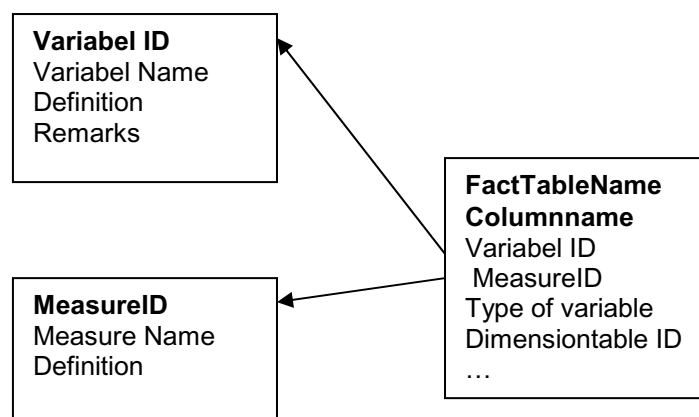 Variabel ID
Variabel Name
Definition
Remarks
MeasureID
Measure Name
Definition
FactTableName
Columnname
Variabel ID
MeasureID
Type of variable
Dimensiontable ID
…